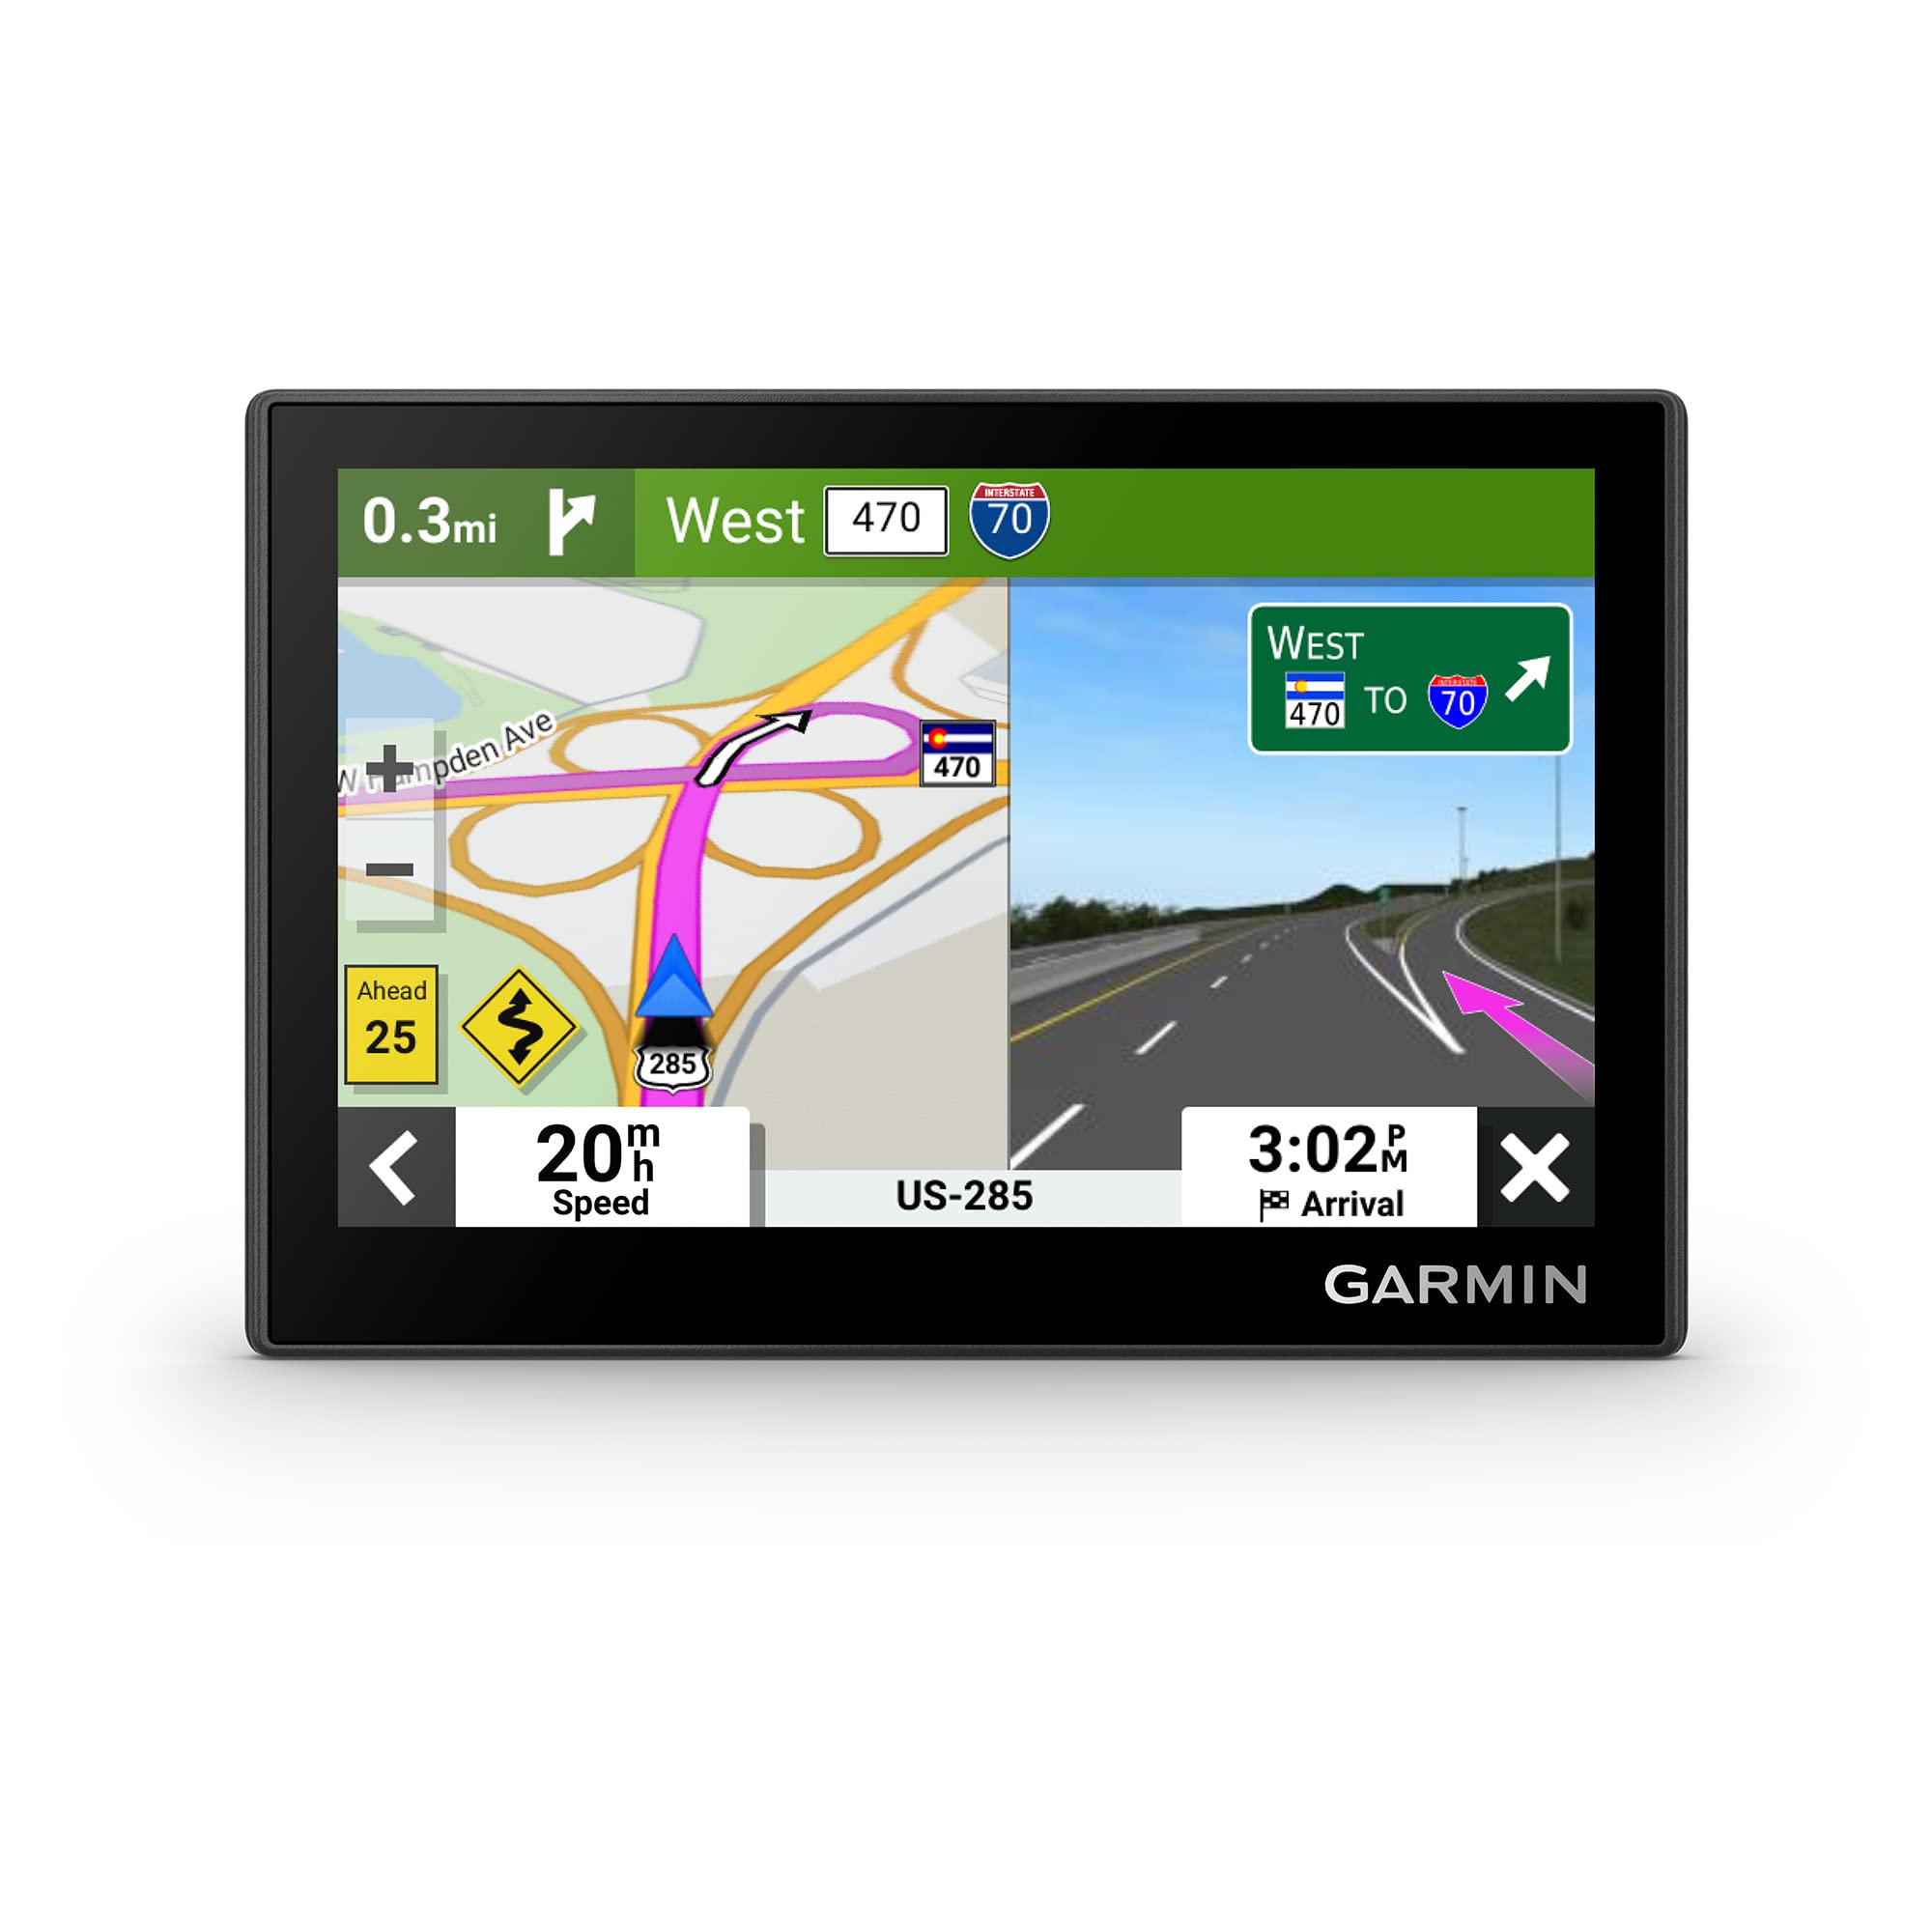 0.3mi
West 470 INTERSTATE 70
WEST
470 TO INTERSTATE 70
W Hampden Ave
470
Ahead
25
285
20mh
Speed
US-285
3:02PM
Arrival
GARMIN